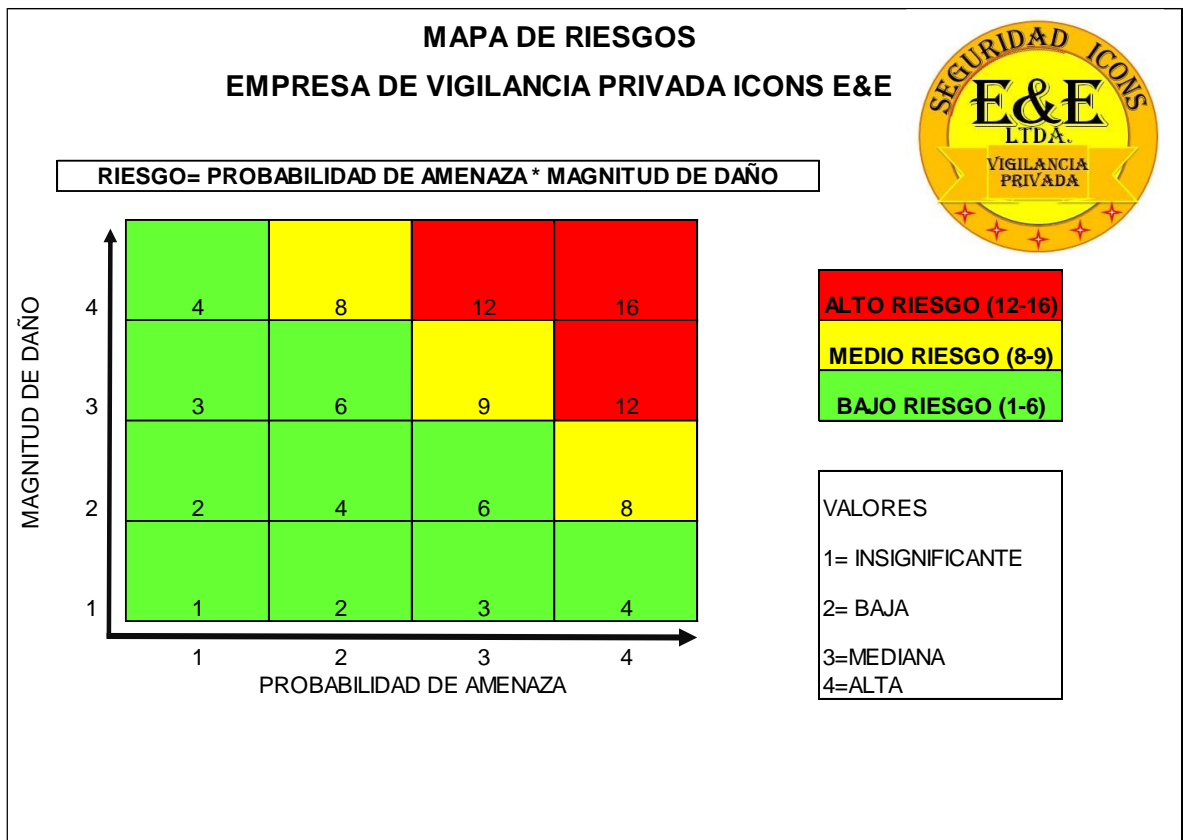 MAPA DE RIESGOS
EMPRESA DE VIGILANCIA PRIVADA ICONS E&E
SEGURIDAD ICONS
E&E
LTDA.
VIGILANCIA
PRIVADA
RIESGO= PROBABILIDAD DE AMENAZA * MAGNITUD DE DAÑO
MAGNITUD DE DAÑO
4 4 8 12 16
3 3 6 9 12
2 2 4 6 8
1 1 2 3 4
1 2 3 4
PROBABILIDAD DE AMENAZA
ALTO RIESGO (12-16)
MEDIO RIESGO (8-9)
BAJO RIESGO (1-6)
VALORES
1= INSIGNIFICANTE
2= BAJA
3=MEDIANA
4=ALTA